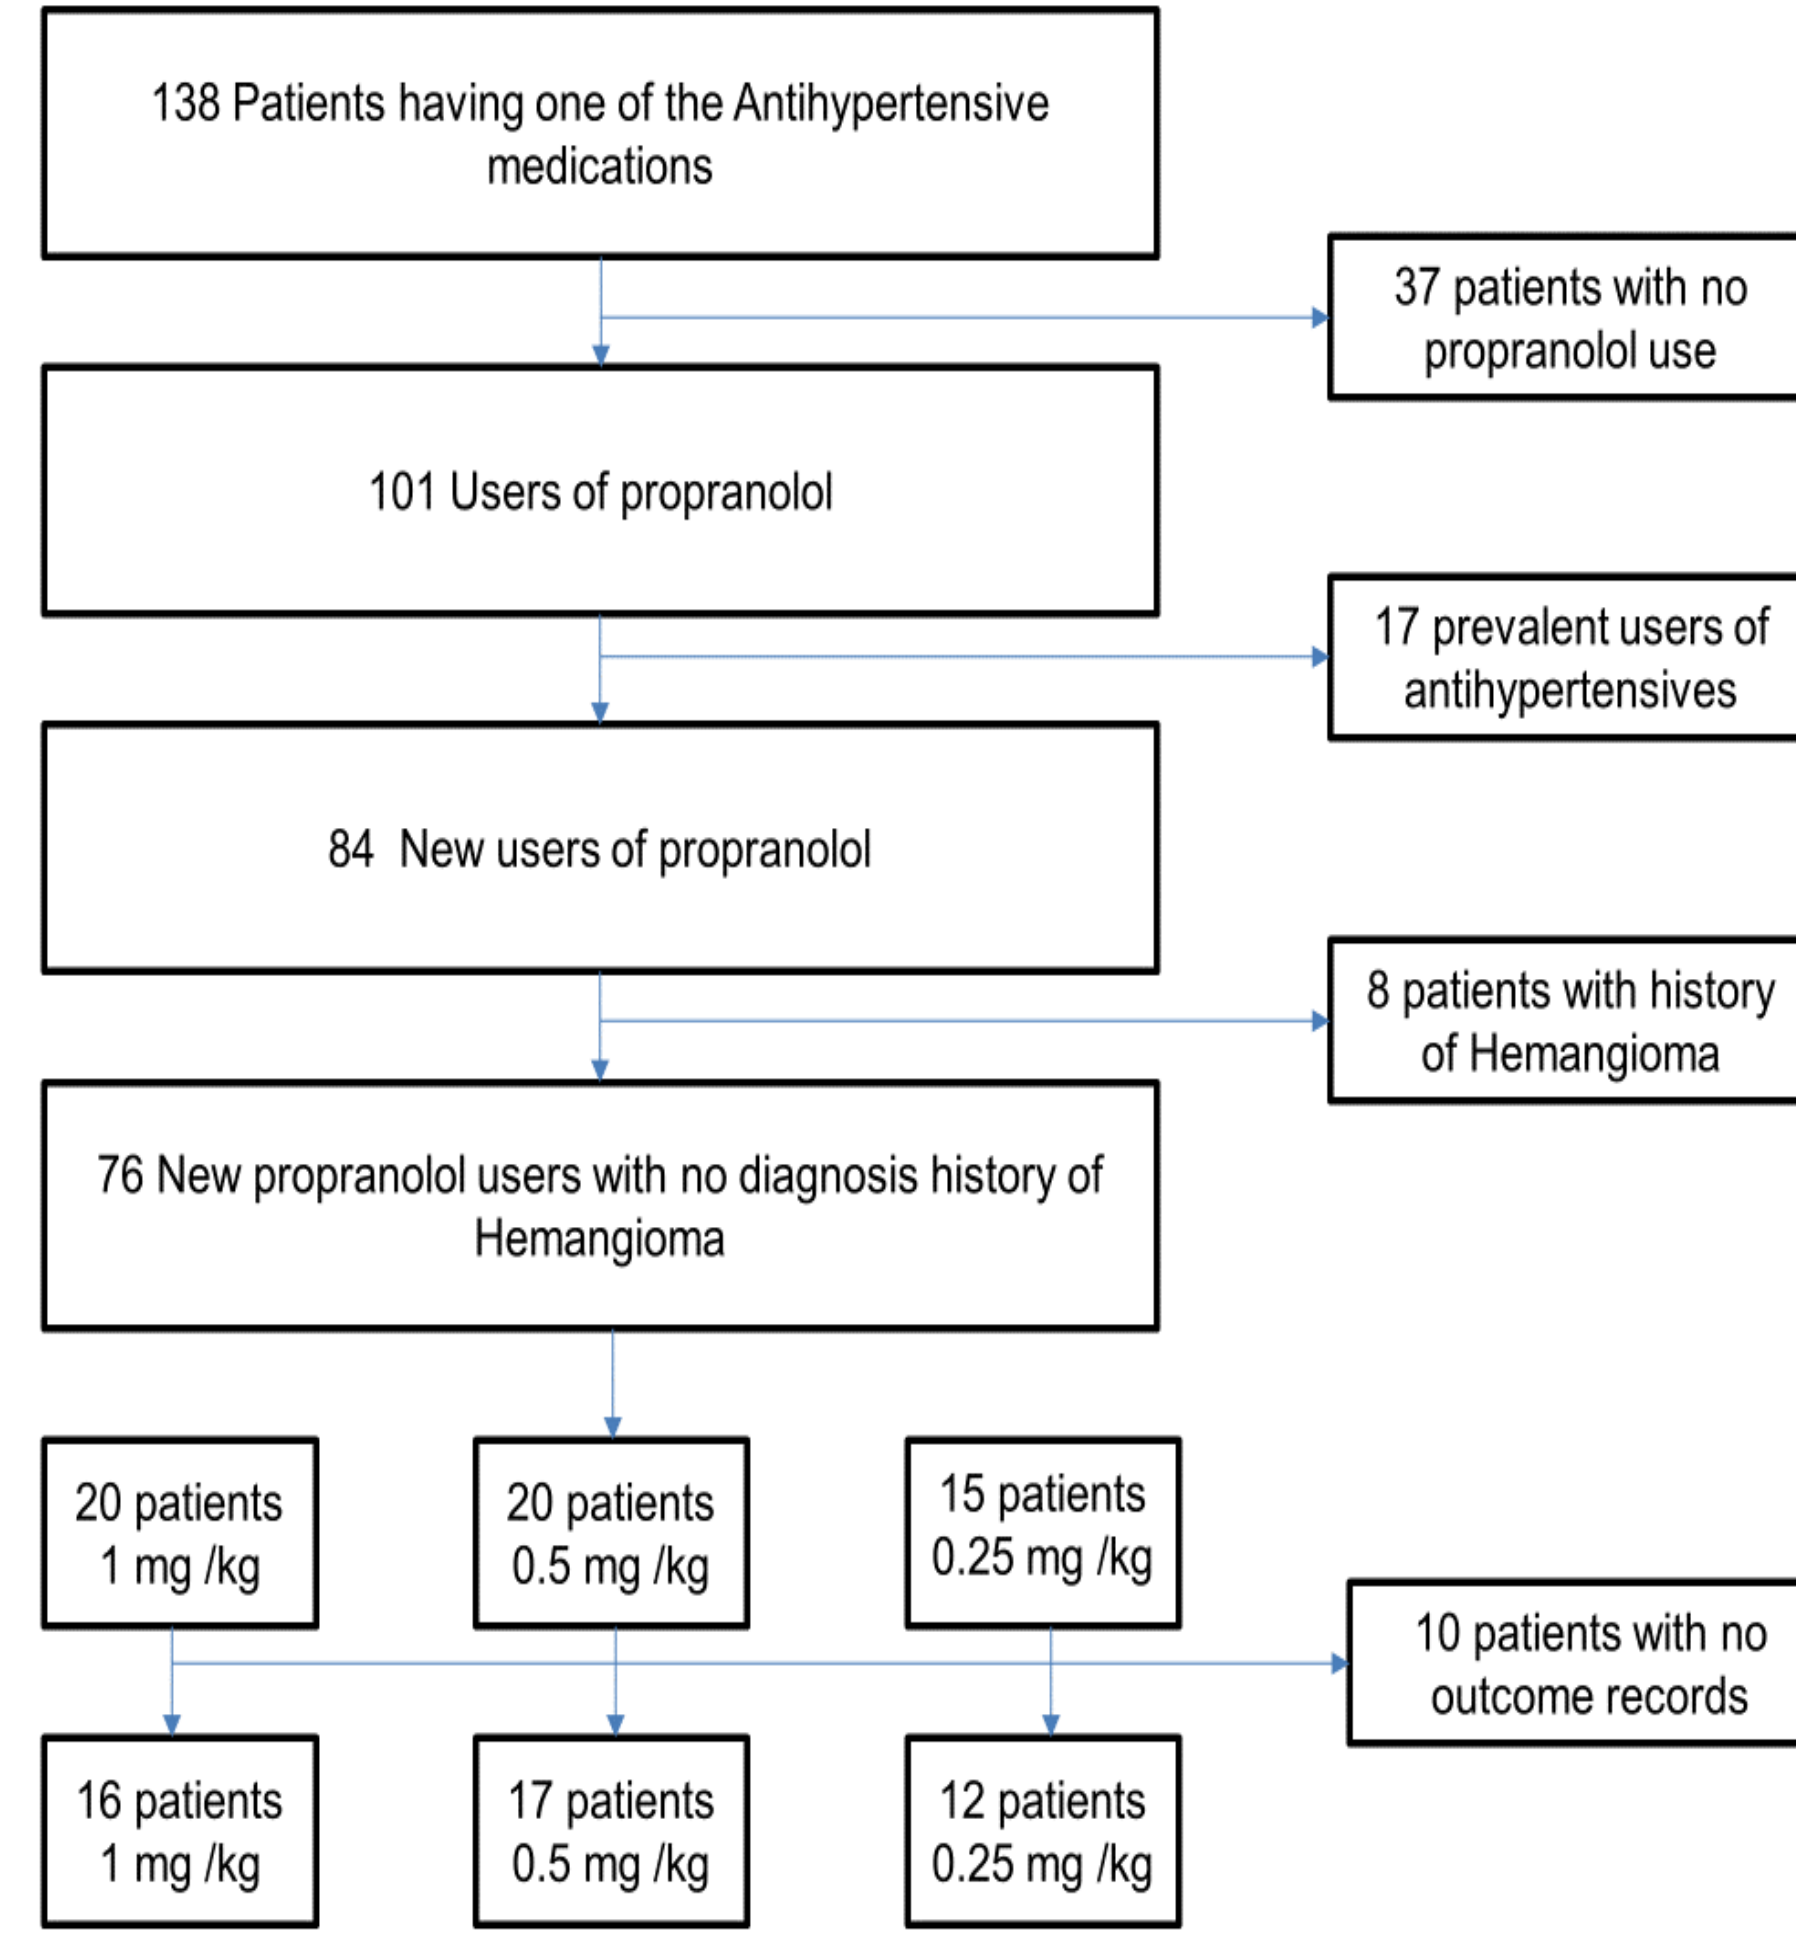 138 Patients having one of the Antihypertensive
medications
37 patients with no
propranolol use
101 Users of propranolol
17 prevalent users of
antihypertensives
84  New users of propranolol
8 patients with history
of Hemangioma
76 New propranolol users with no diagnosis history of
Hemangioma
20 patients
1 mg /kg
20 patients
0.5 mg /kg
15 patients
0.25 mg /kg
10 patients with no
outcome records
16 patients
1 mg /kg
17 patients
0.5 mg /kg
12 patients
0.25 mg /kg